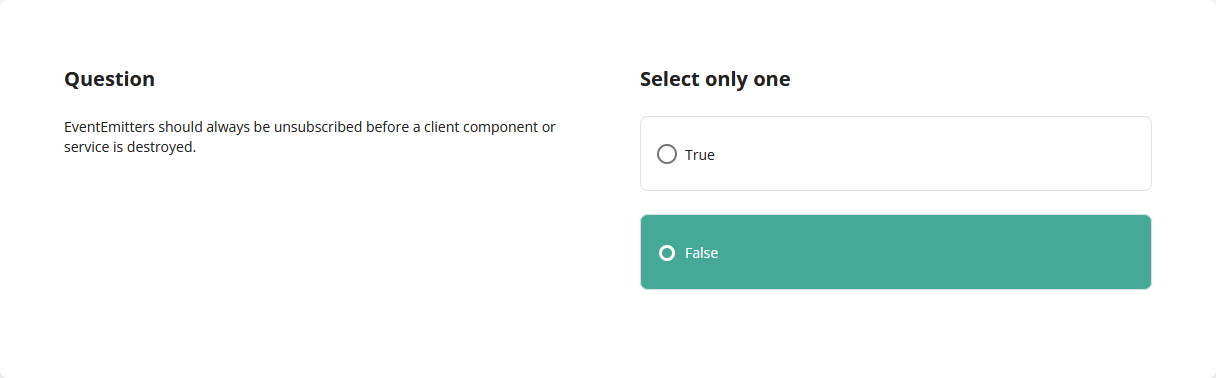 Question
EventEmitters should always be unsubscribed before a client component or
service is destroyed.
Select only one
True
False